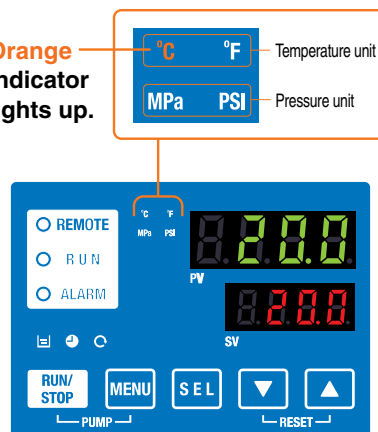 Orange
indicator
lights up.
°C °F
Temperature unit
MPa PSI
Pressure unit
REMOTE
RUN
ALARM
°C °F
MPa PSI
20.0
PV
20.0
SV
RUN/
STOP
MENU
SEL
PUMP
RESET